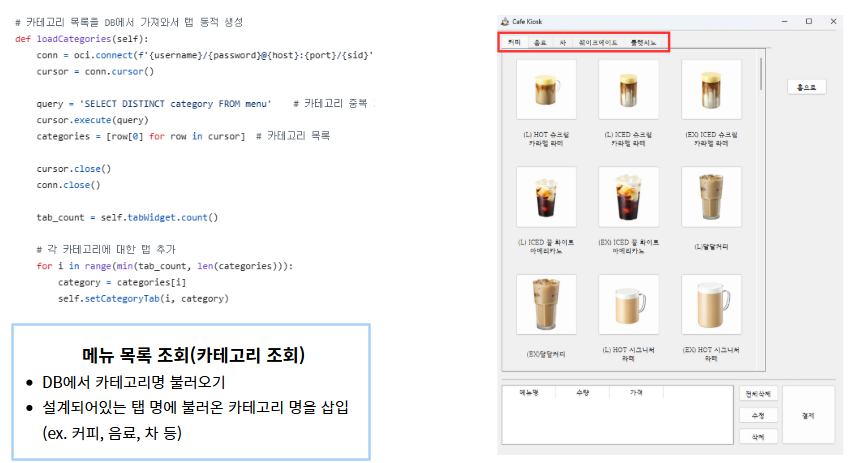 # 카테고리 목록을 DB에서 가져와서 탭 동적 생성
def loadCategories(self):
conn = oci.connect(f'{username}/{password}@{host}:{port}/{sid}'
cursor = conn.cursor()
query = 'SELECT DISTINCT category FROM menu' # 카테고리 중복
cursor.execute(query)
categories = [row[0] for row in cursor] # 카테고리 목록
cursor.close()
conn.close()
tab_count = self.tabWidget.count()
# 각 카테고리에 대한 탭 추가
for i in range(min(tab_count, len(categories))):
category = categories[i]
self.setCategoryTab(i, category)
메뉴 목록 조회(카테고리 조회)
• DB에서 카테고리명 불러오기
• 설계되어있는 탭 명에 불러온 카테고리 명을 삽입
(ex. 커피, 음료, 차 등)
Cafe Kiosk
커피 음료 차 쉐이크에이드 플랫치노
홈으로
(L) HOT 슈크림
카라멜 라떼
(L) ICED 슈크림
카라멜 라떼
(EX) ICED 슈크림
카라멜 라떼
(L) ICED 꿀 화이트
아메리카노
(EX) ICED 꿀 화이트
아메리카노
(L)달달커피
(EX)달달커피
(L) HOT 시그니처
라떼
(EX) HOT 시그니처
라떼
메뉴명 수량 가격
전체삭제
수정
삭제
결제